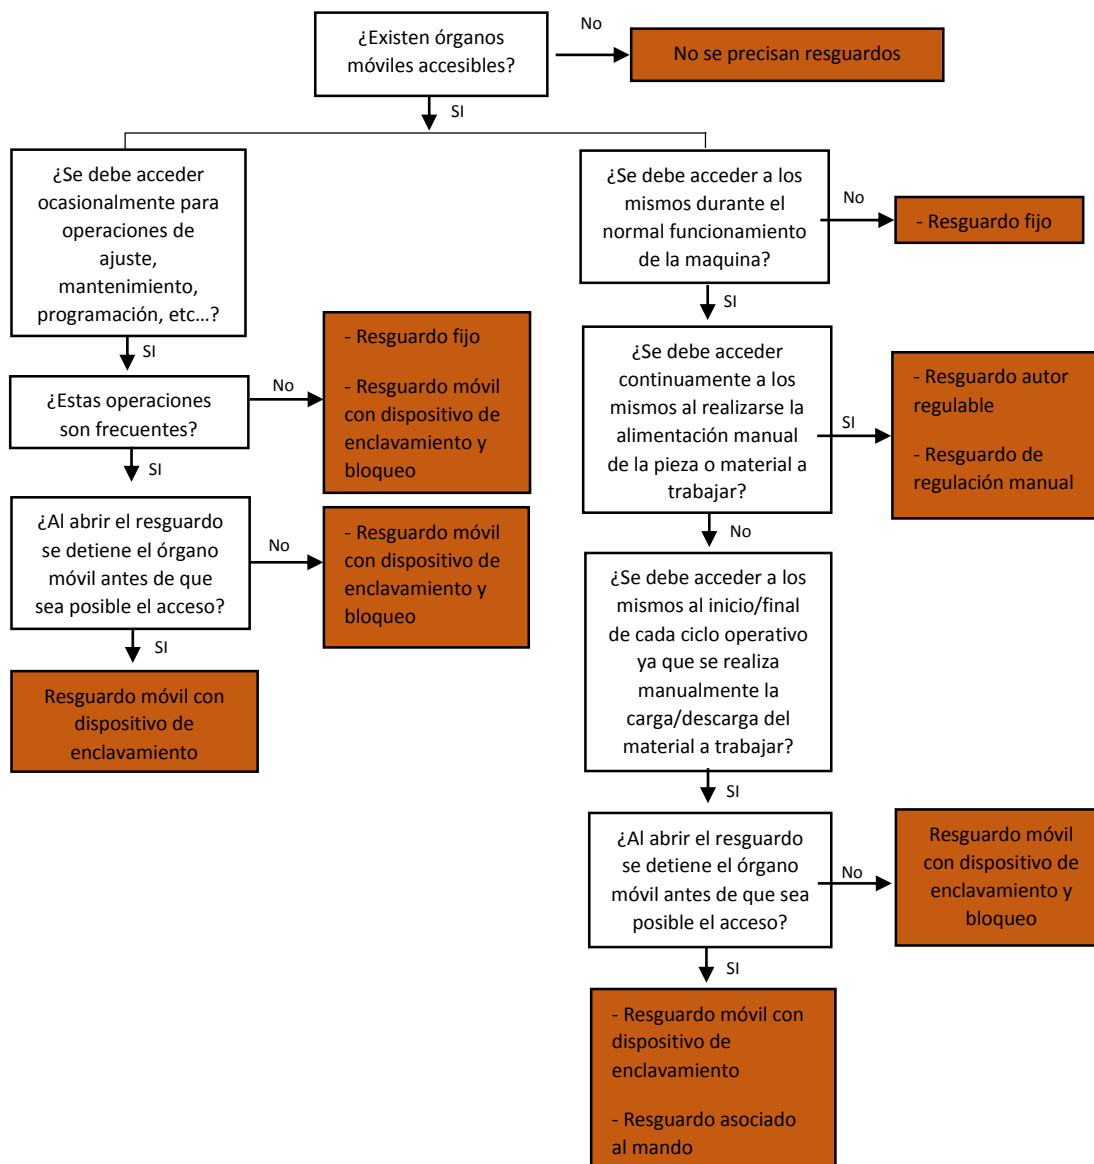 ¿Existen órganos
móviles accesibles?
No
No se precisan resguardos
SI
¿Se debe acceder
ocasionalmente para
operaciones de
ajuste,
mantenimiento,
programación, etc…?
SI
¿Estas operaciones
son frecuentes?
No
- Resguardo fijo
- Resguardo móvil
con dispositivo de
enclavamiento y
bloqueo
SI
¿Al abrir el resguardo
se detiene el órgano
móvil antes de que
sea posible el acceso?
No
Resguardo móvil
con dispositivo de
enclavamiento y
bloqueo
SI
Resguardo móvil con
dispositivo de
enclavamiento
¿Se debe acceder a los
mismos durante el
normal funcionamiento
de la maquina?
No
- Resguardo fijo
SI
¿Se debe acceder
continuamente a los
mismos al realizarse la
alimentación manual
de la pieza o material a
trabajar?
SI
- Resguardo autor
regulable
- Resguardo de
regulación manual
No
¿Se debe acceder a los
mismos al inicio/final
de cada ciclo operativo
ya que se realiza
manualmente la
carga/descarga del
material a trabajar?
SI
¿Al abrir el resguardo
se detiene el órgano
móvil antes de que sea
posible el acceso?
No
Resguardo móvil
con dispositivo de
enclavamiento y
bloqueo
SI
- Resguardo móvil con
dispositivo de
enclavamiento
- Resguardo asociado
al mando